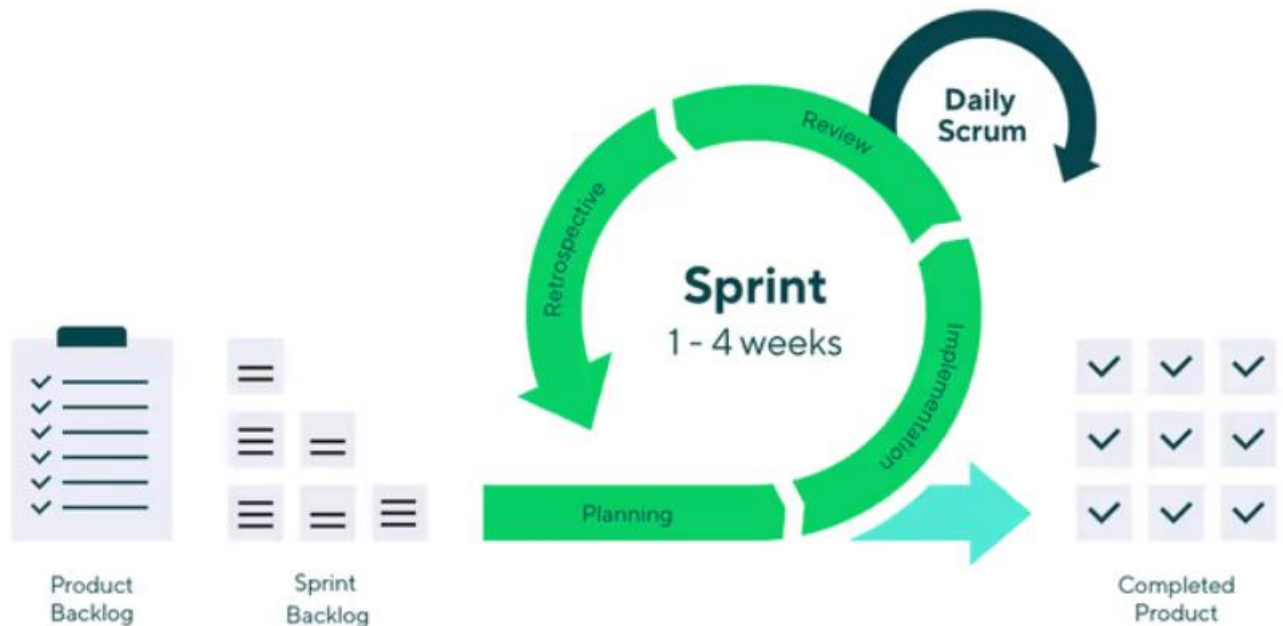 Daily
Scrum
Review
Retrospective
Sprint
1 - 4 weeks
Implementation
Planning
Product
Backlog
Sprint
Backlog
Completed
Product